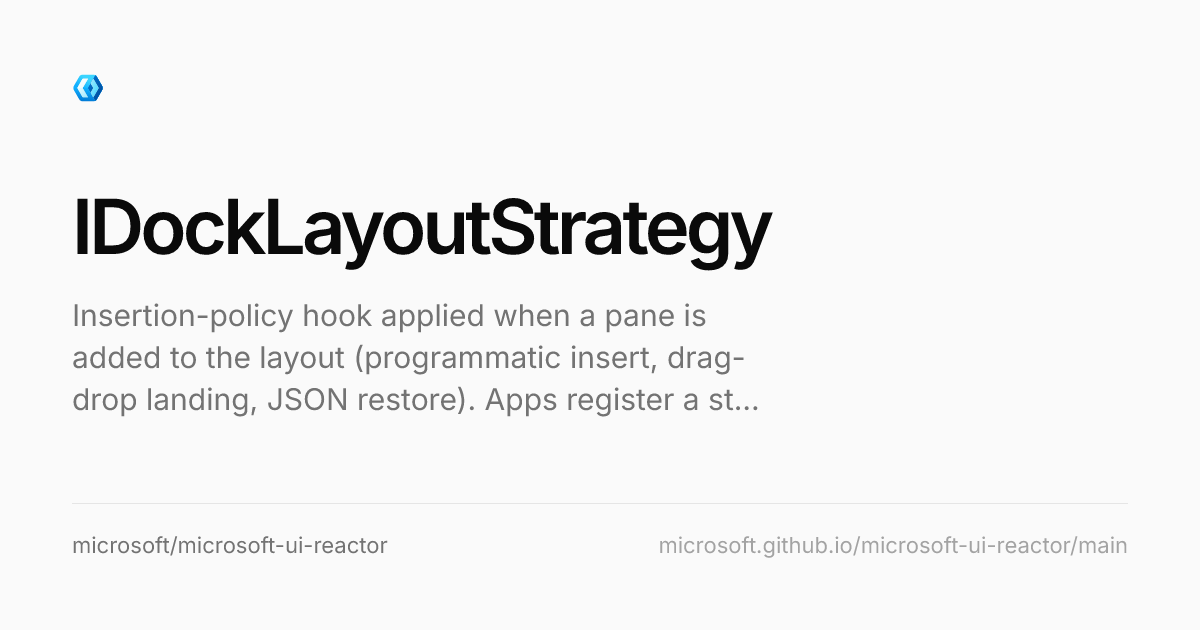 IDockLayoutStrategy
Insertion-policy hook applied when a pane is
added to the layout (programmatic insert, drag-
drop landing, JSON restore). Apps register a st...
microsoft/microsoft-ui-reactor
microsoft.github.io/microsoft-ui-reactor/main